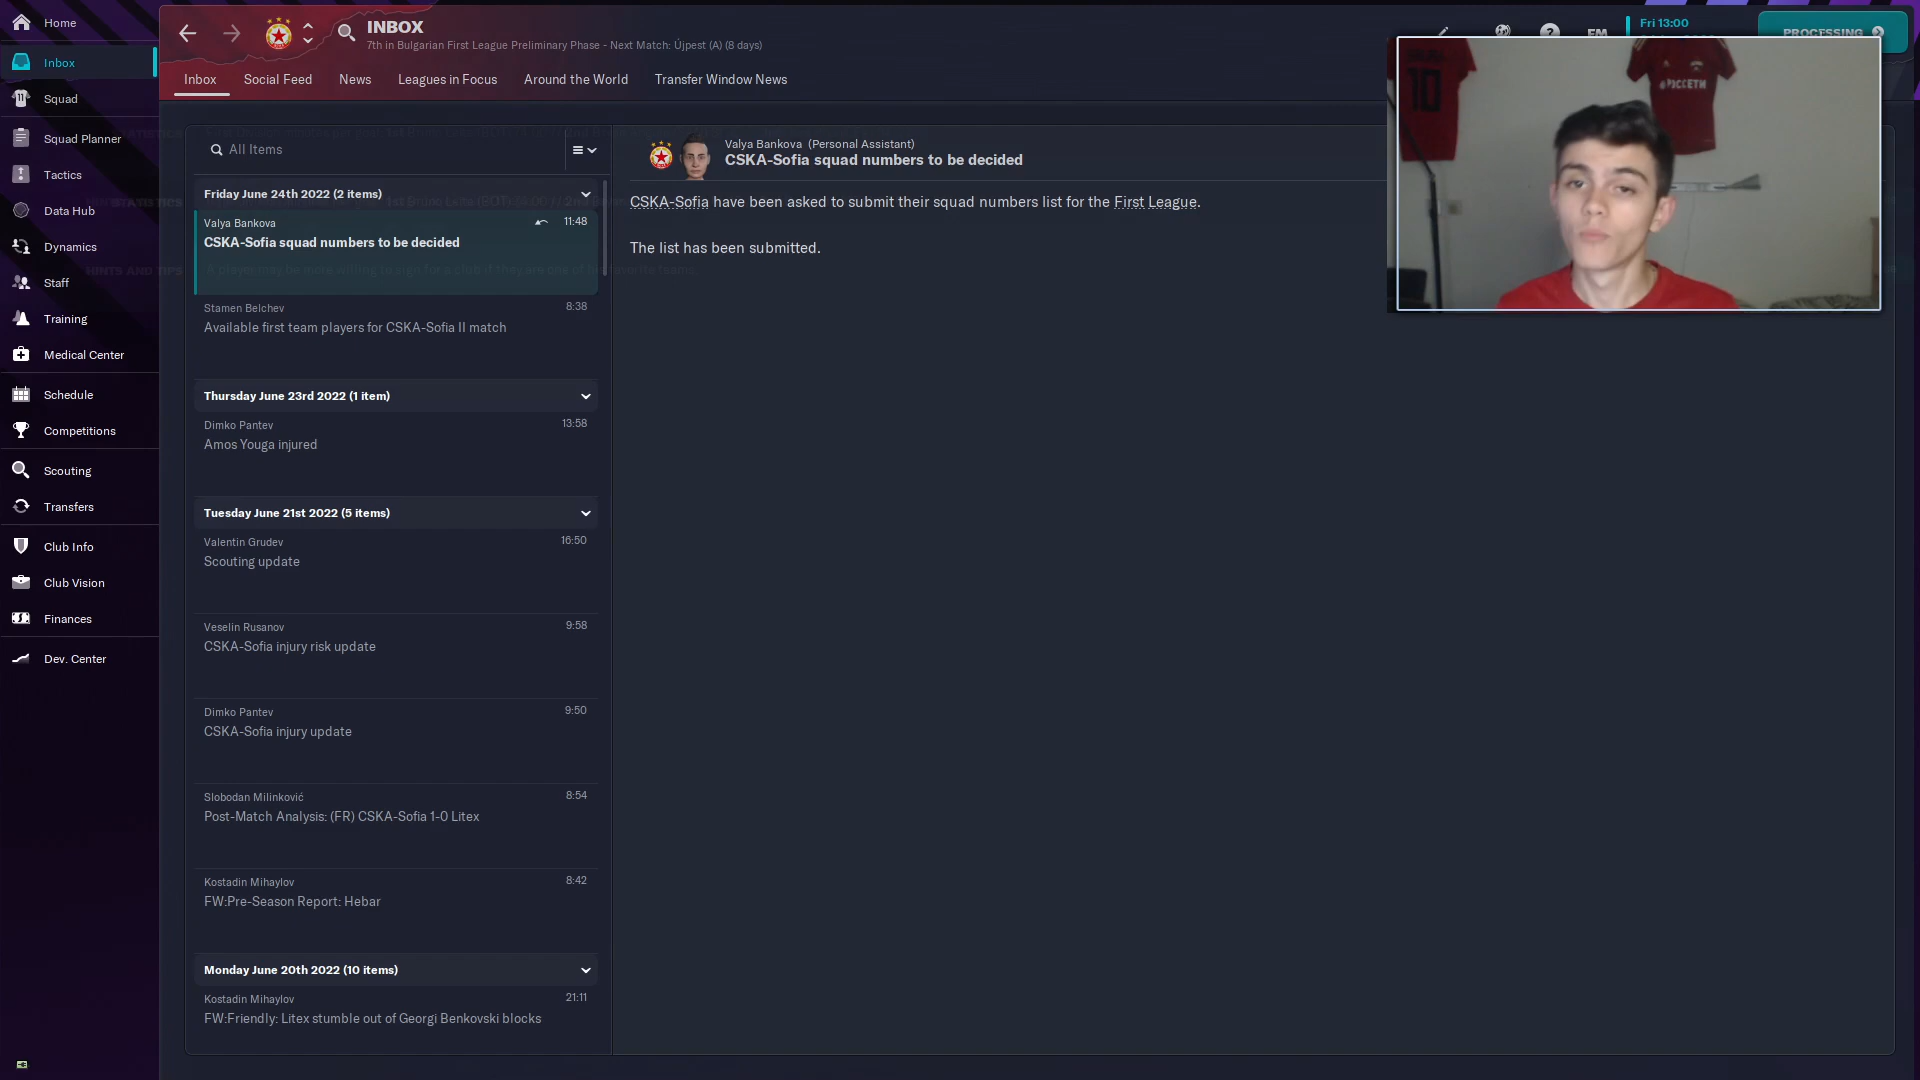 Home
Inbox
Squad
Squad Planner
Tactics
Data Hub
Dynamics
Staff
Training
Medical Center
Schedule
Competitions
Scouting
Transfers
Club Info
Club Vision
Finances
Dev. Center
INBOX
7th in Bulgarian First League Preliminary Phase - Next Match: Újpest (A) (8 days)
Inbox Social Feed News Leagues in Focus Around the World Transfer Window News
FM
Fri 13:00
PROCESSING
10
All Items
Friday June 24th 2022 (2 items)
Valya Bankova 11:48
CSKA-Sofia squad numbers to be decided
HINTS AND TIPS
Stamen Belchev 8:38
Available first team players for CSKA-Sofia II match
Thursday June 23rd 2022 (1 item)
Dimko Pantev 13:58
Amos Youga injured
Tuesday June 21st 2022 (5 items)
Valentin Grudev 16:50
Scouting update
Veselin Rusanov 9:58
CSKA-Sofia injury risk update
Dimko Pantev 9:50
CSKA-Sofia injury update
Slobodan Milinković 8:54
Post-Match Analysis: (FR) CSKA-Sofia 1-0 Litex
Kostadin Mihaylov 8:42
FW:Pre-Season Report: Hebar
Monday June 20th 2022 (10 items)
Kostadin Mihaylov 21:11
FW:Friendly: Litex stumble out of Georgi Benkovski blocks
Valya Bankova (Personal Assistant)
CSKA-Sofia squad numbers to be decided
CSKA-Sofia have been asked to submit their squad numbers list for the First League.
The list has been submitted.